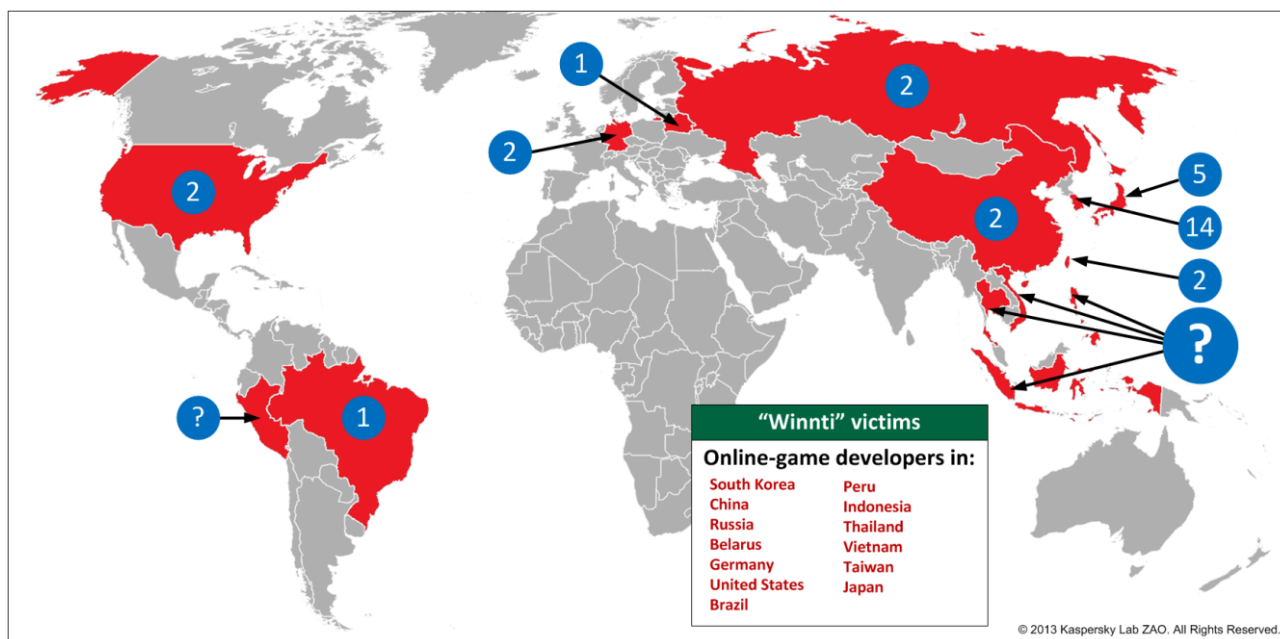 1
2
2
2
5
2
14
2
?
?
1
“Winnti” victims
Online-game developers in:
South Korea
China
Russia
Belarus
Germany
United States
Brazil
Peru
Indonesia
Thailand
Vietnam
Taiwan
Japan
© 2013 Kaspersky Lab ZAO. All Rights Reserved.